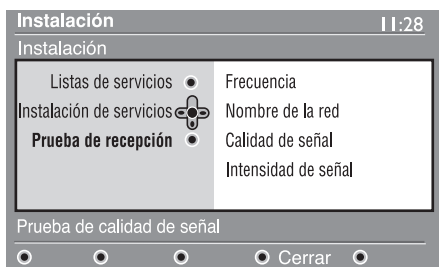 Instalación 11:28
Instalación
Listas de servicios Frecuencia
Instalación de servicios Nombre de la red
Prueba de recepción Calidad de señal
Intensidad de señal
Prueba de calidad de señal
Cerrar